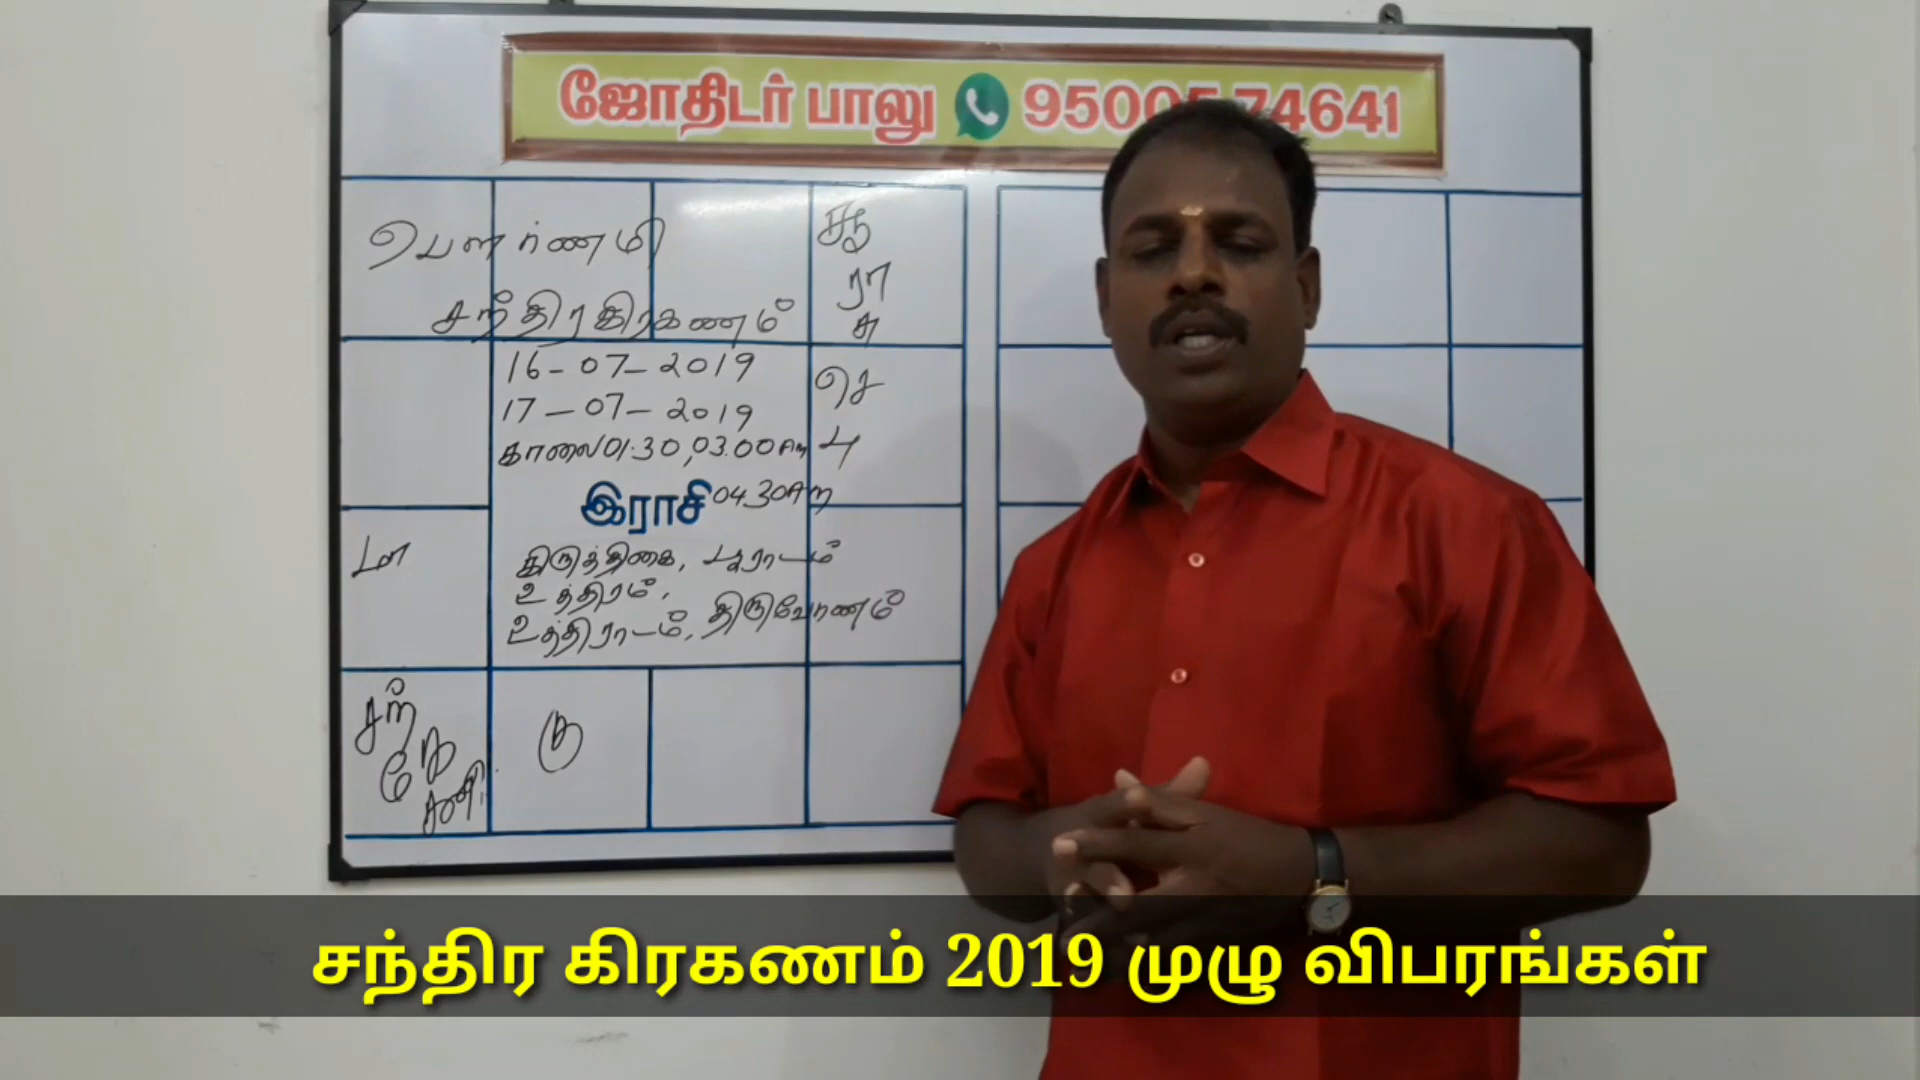 ஜோதிடர் பாலு 95005 74641
பௌர்ணமி
சந்திரகிரகணம்
சூ
ரா
சு
16-07-2019
17-07-2019
காலை 01.30, 03.00 Am
செ
பு
இராசி 04.30 Am
கிருத்திகை, பூராடம்
உத்திரம்,
உத்திராடம், திருவோணம்
மா
சந்
கே
சனி
கு
சந்திர கிரகணம் 2019 முழு விபரங்கள்